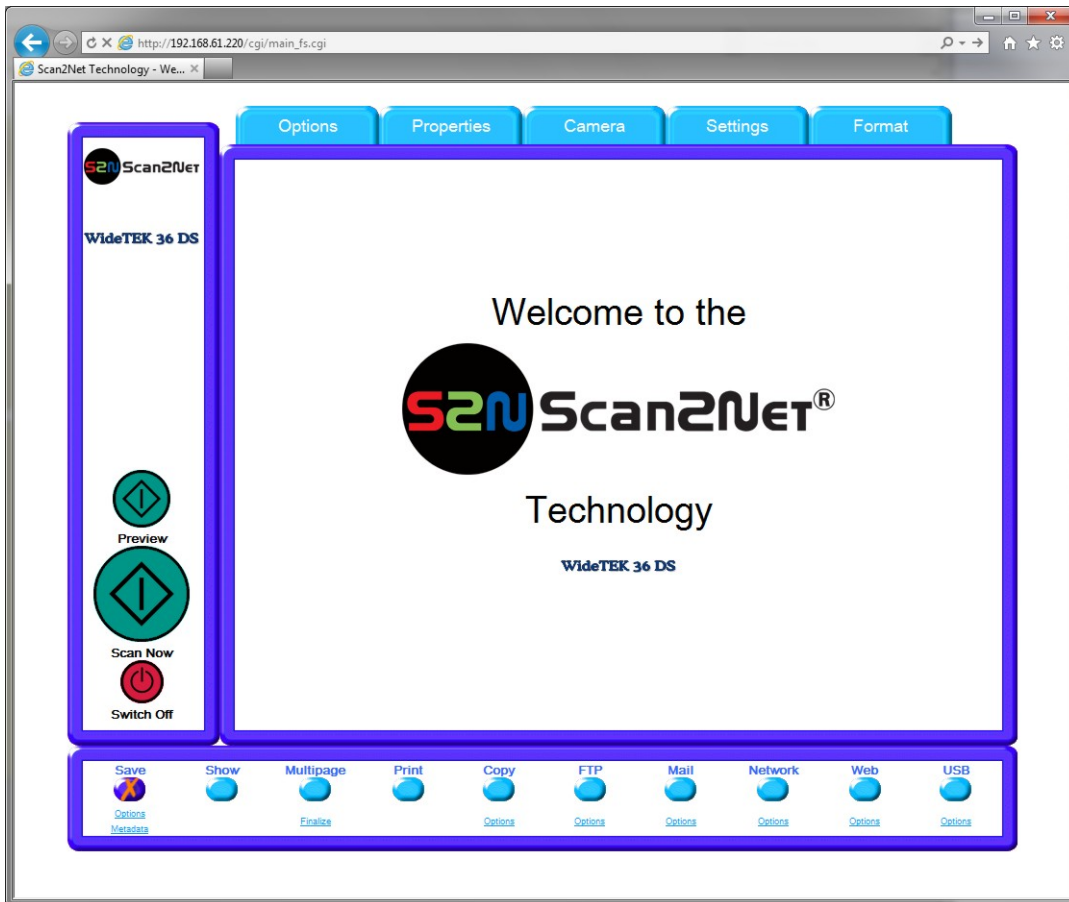 http://192.168.61.220/cgi/main_fs.cgi
Scan2Net Technology - We...
Options Properties Camera Settings Format
S2N Scan2Net
WideTEK 36 DS
Welcome to the
S2N Scan2Net®
Technology
WideTEK 36 DS
Preview
Scan Now
Switch Off
Save Show Multipage Print Copy FTP Mail Network Web USB
X
Options Finalize Options Options Options Options Options Options
Metadata